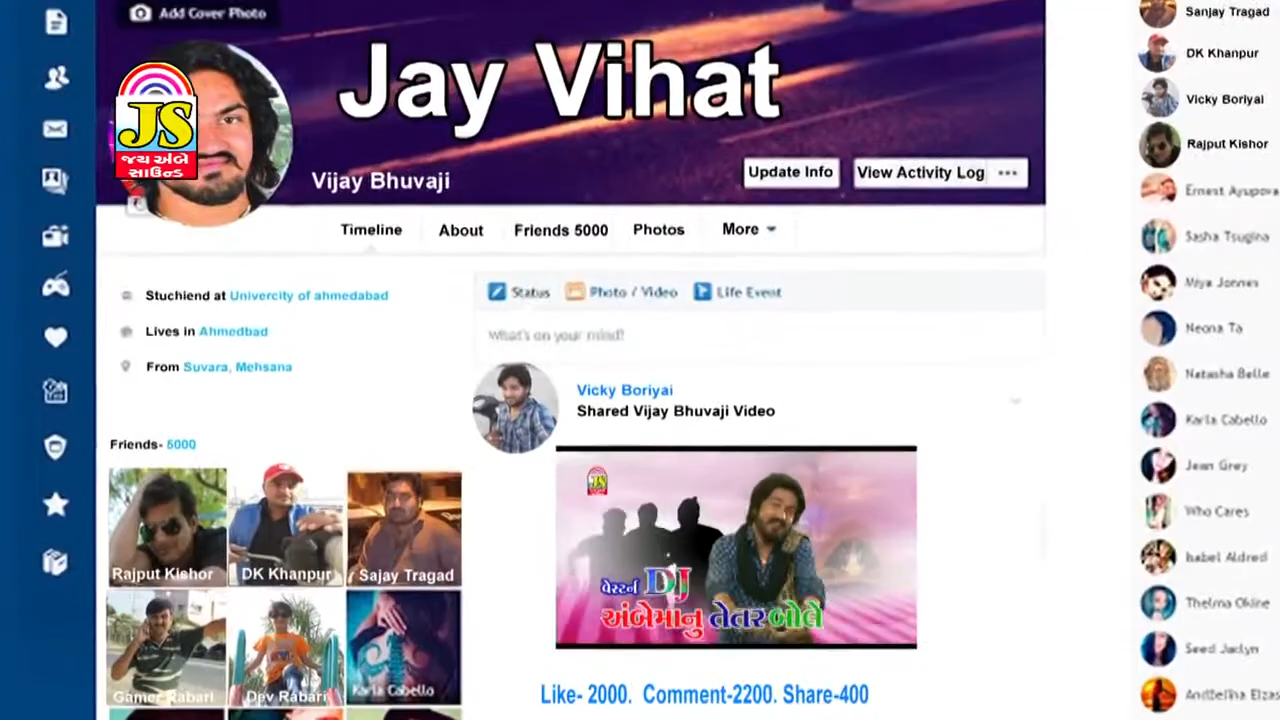 Add Cover Photo
Jay Vihat
JS
જય અંબે
સાઉન્ડ
Vijay Bhuvaji
Update Info
View Activity Log
Timeline
About
Friends 5000
Photos
More
Stuchiend at Univercity of ahmedabad
Lives in Ahmedbad
From Suvara, Mehsana
Friends- 5000
Rajput Kishor
DK Khanpur
Sajay Tragad
Gamer Rabari
Dev Rabari
Karla Cabello
Status
Photo / Video
Life Event
What's on your mind?
Vicky Boriyai
Shared Vijay Bhuvaji Video
JS
વેસ્ટર્ન DJ
અંબેમાનુ તેતર બોલે
Like- 2000. Comment-2200. Share-400
Sanjay Tragad
DK Khanpur
Vicky Boriyal
Rajput Kishor
Ernest Ayupova
Sasha Tsugina
Miya Jonnes
Neona Ta
Natasha Belle
Karla Cabello
Jean Grey
Who Cares
Isabel Aldred
Thelma Okline
Seed Jaclyn